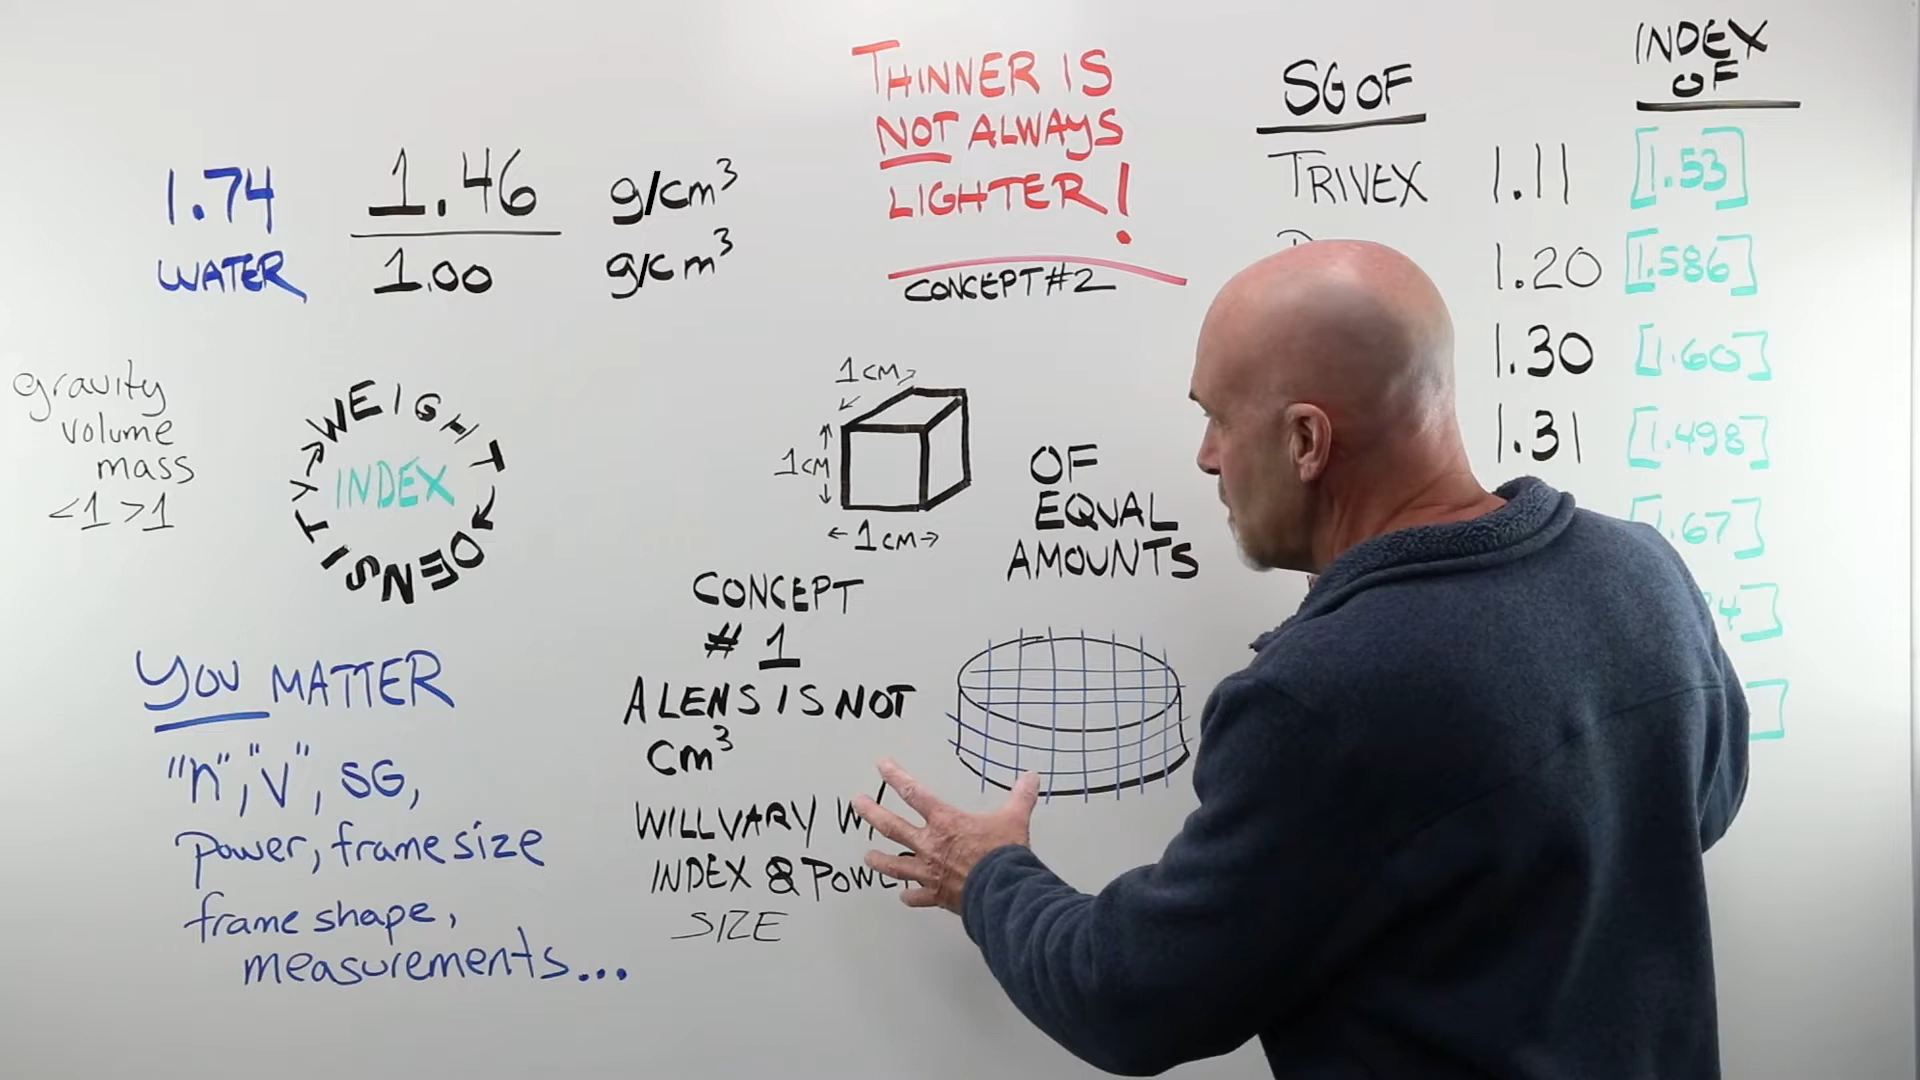 1.74 1.46 g/cm³
WATER 1.00 g/cm³
THINNER IS
NOT ALWAYS
LIGHTER!
CONCEPT #2
SG OF
INDEX
OF
TRIVEX 1.11 [1.53]
1.20 [1.586]
1.30 [1.60]
1.31 [1.498]
1.67]
gravity
volume
mass
<1 >1
WEIGHT
DENSITY
INDEX
1CM
1CM
1CM
OF
EQUAL
AMOUNTS
CONCEPT
# 1
A LENS IS NOT
cm³
WILL VARY W/
INDEX & POWER
SIZE
YOU MATTER
"n", "v", SG,
power, frame size
frame shape,
measurements...